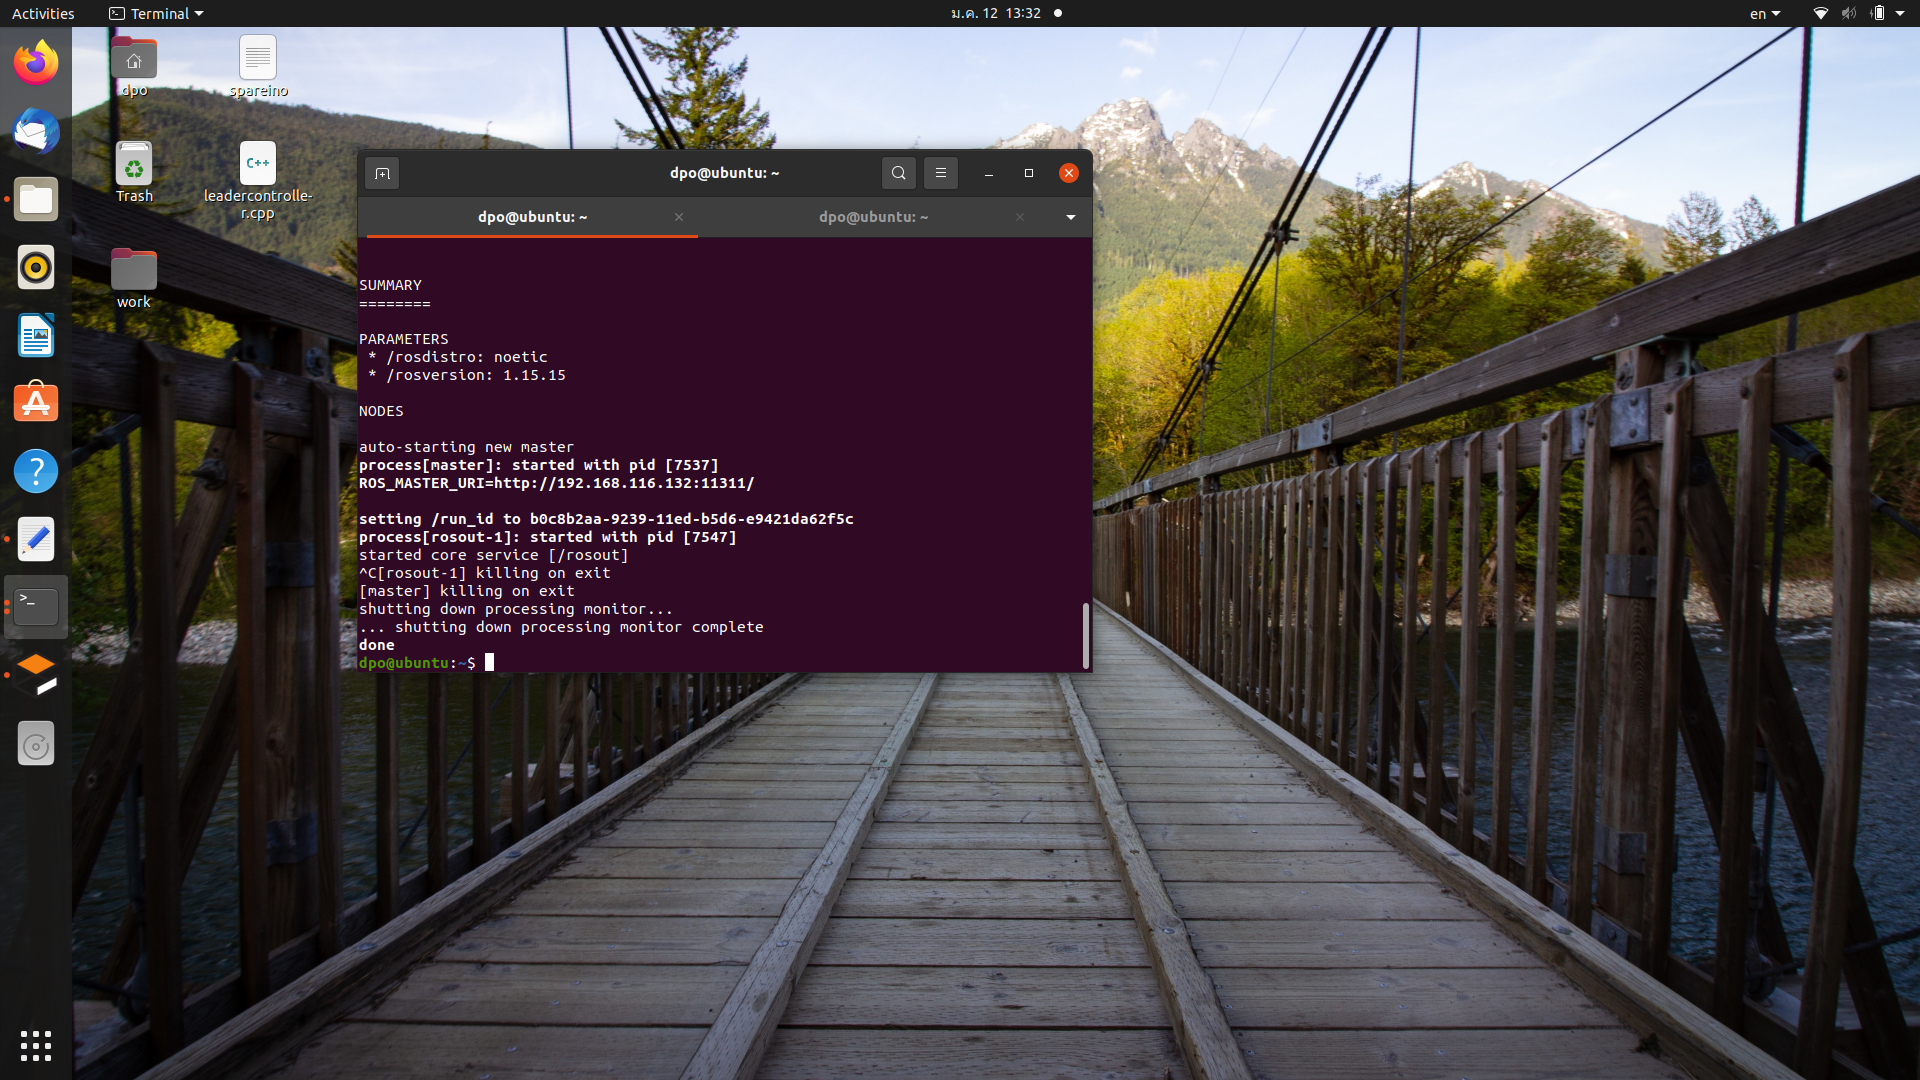 Activities
Terminal
ม.ค. 12 13:32
en
dpo
spareino
Trash
C++
leadercontrolle-
r.cpp
work
dpo@ubuntu: ~
dpo@ubuntu: ~
dpo@ubuntu: ~
SUMMARY
========
PARAMETERS
* /rosdistro: noetic
* /rosversion: 1.15.15
NODES
auto-starting new master
process[master]: started with pid [7537]
ROS_MASTER_URI=http://192.168.116.132:11311/
setting /run_id to b0c8b2aa-9239-11ed-b5d6-e9421da62f5c
process[rosout-1]: started with pid [7547]
started core service [/rosout]
^C[rosout-1] killing on exit
[master] killing on exit
shutting down processing monitor...
... shutting down processing monitor complete
done
dpo@ubuntu:~$